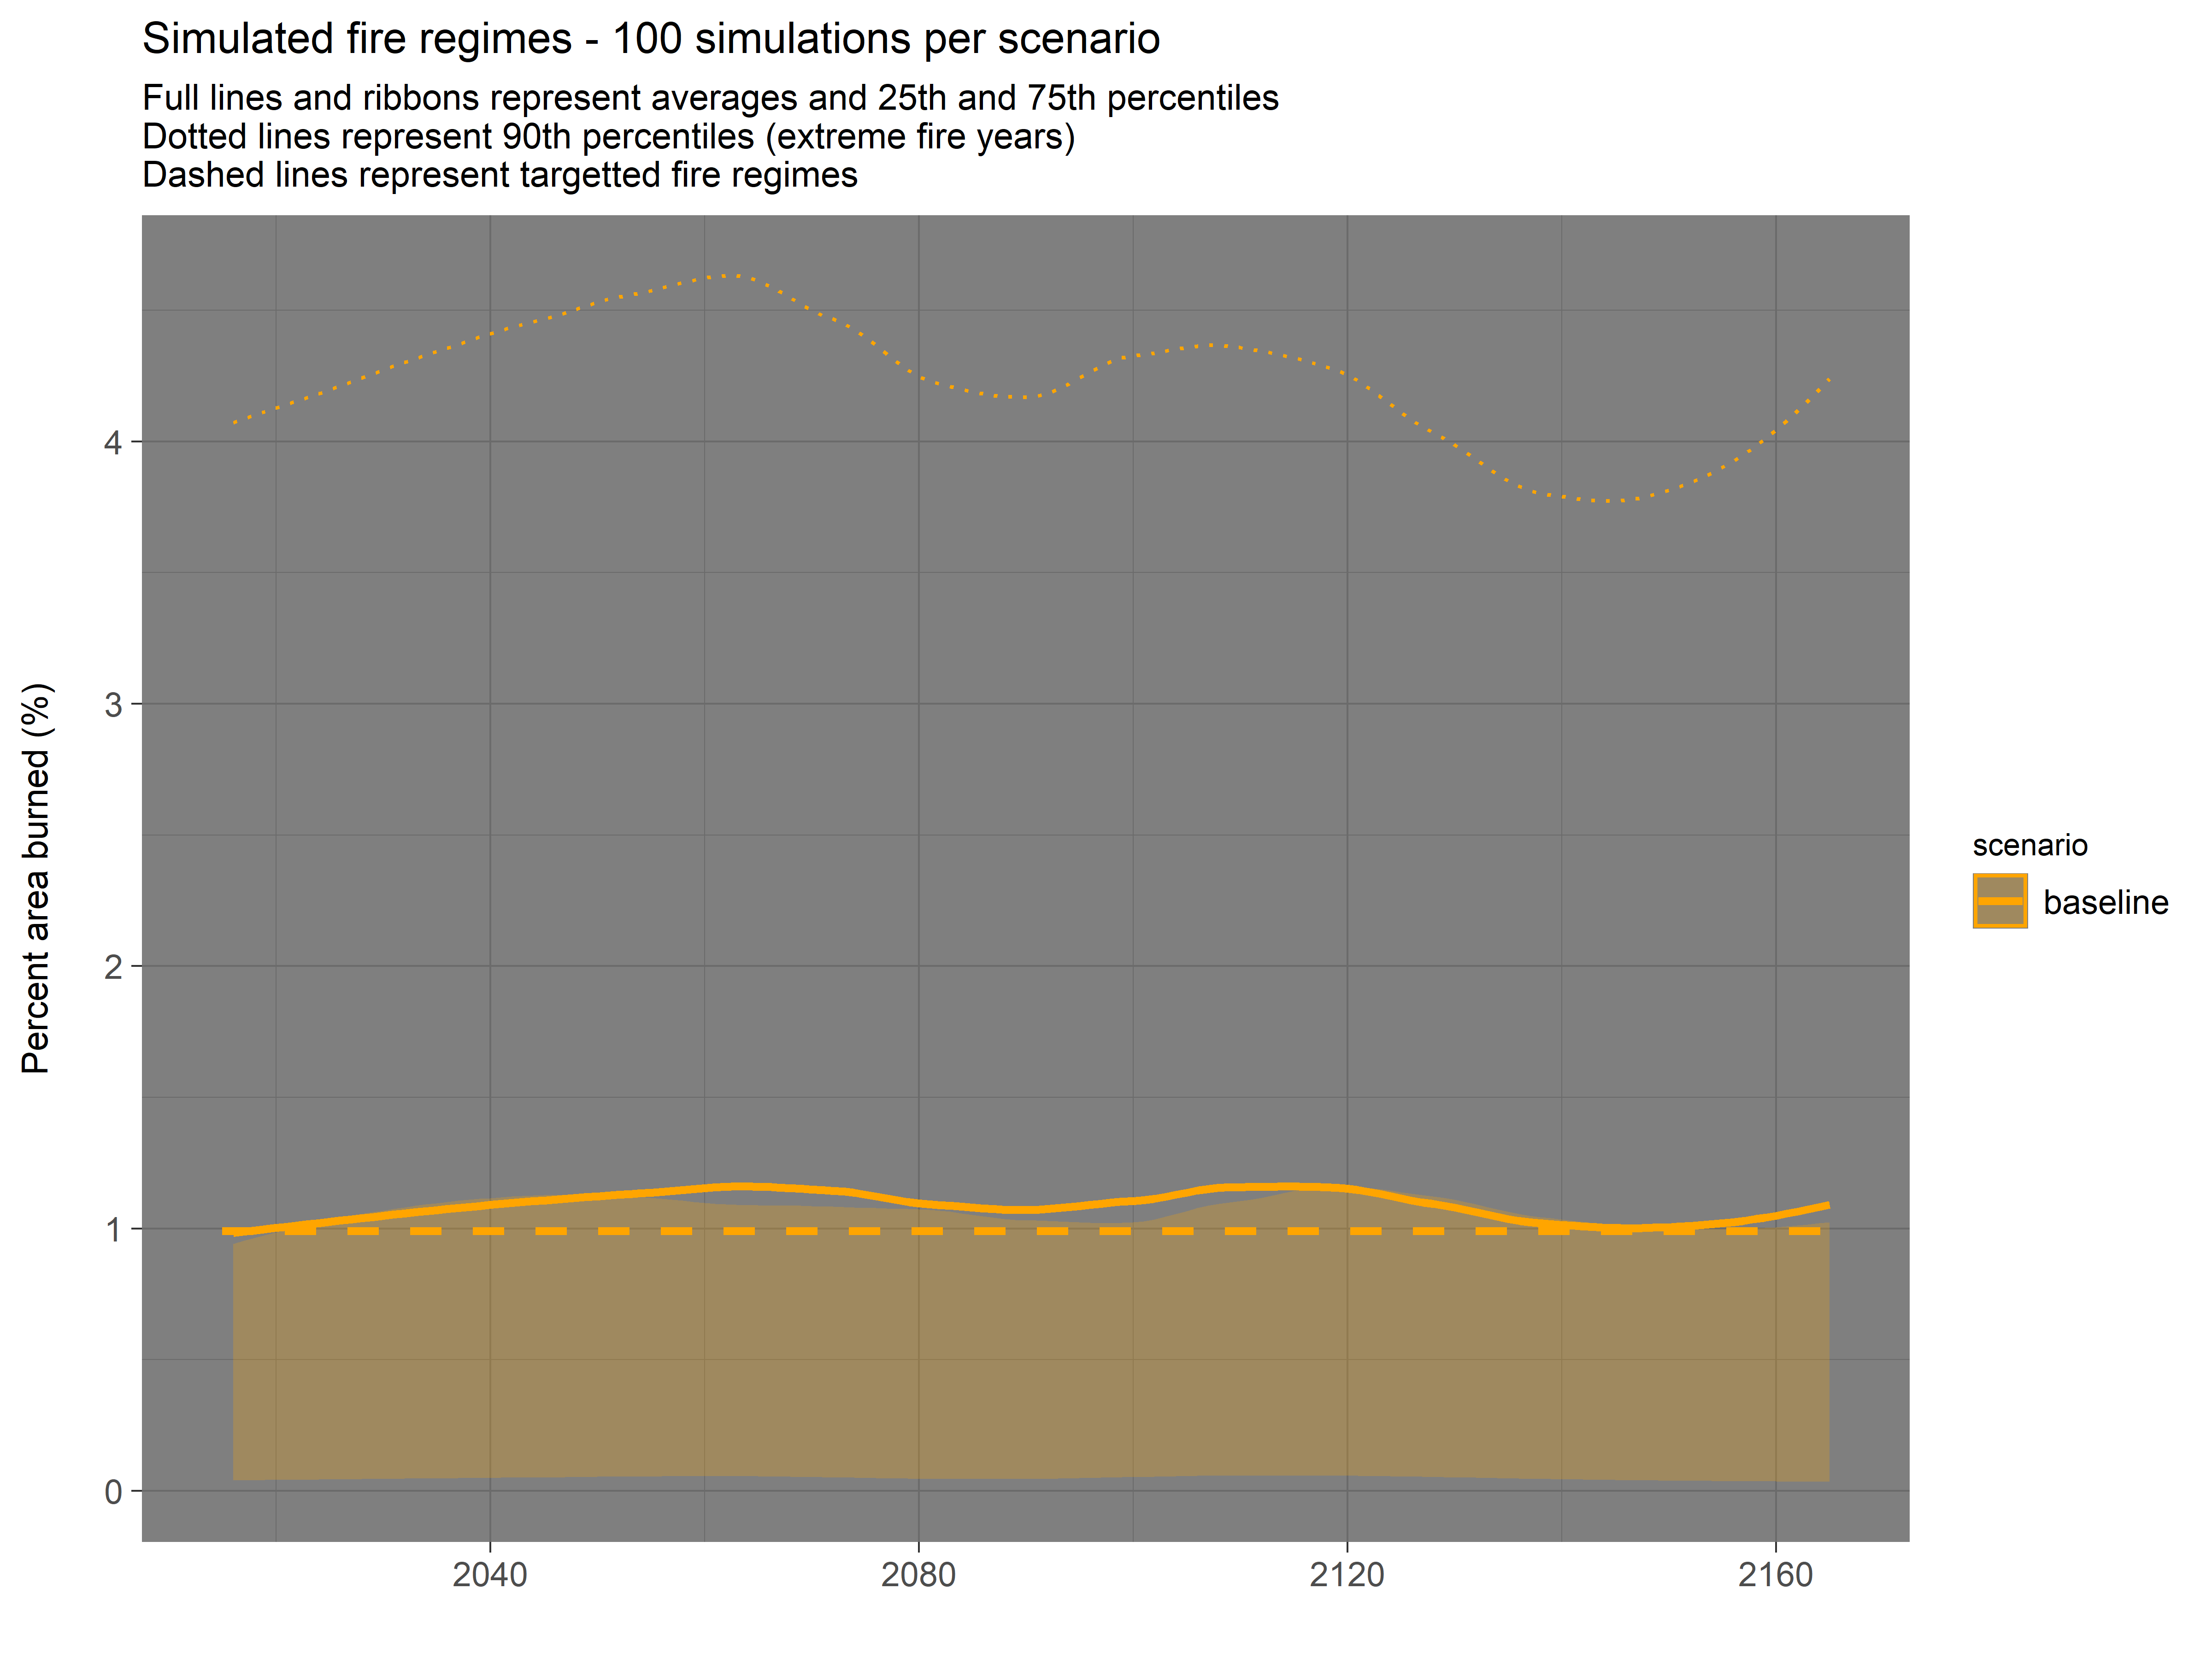 Simulated fire regimes - 100 simulations per scenario
Full lines and ribbons represent averages and 25th and 75th percentiles
Dotted lines represent 90th percentiles (extreme fire years)
Dashed lines represent targetted fire regimes
Percent area burned (%)
4
3
2
1
0
2040
2080
2120
2160
scenario
baseline